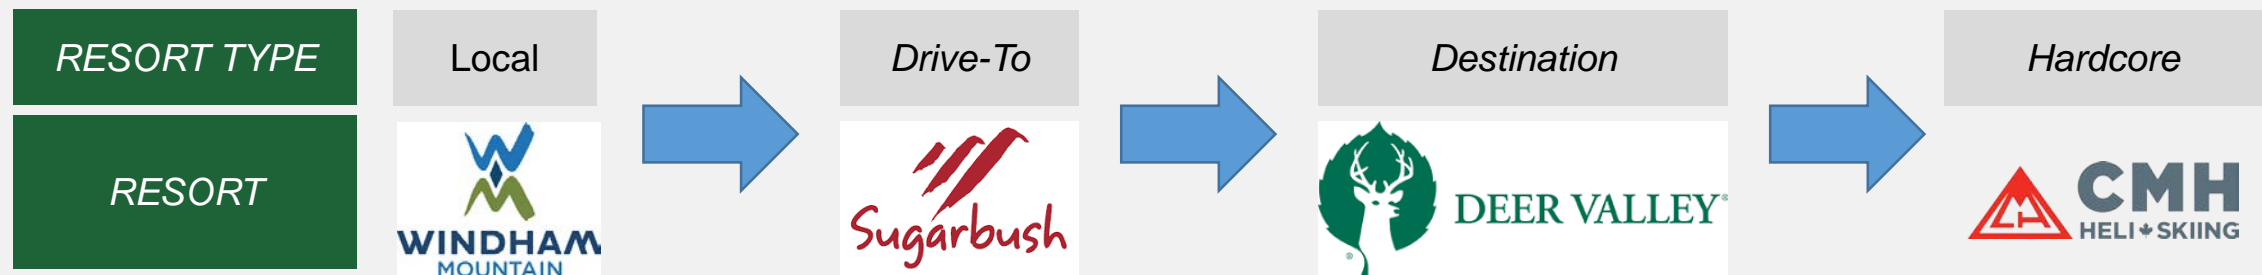 RESORT TYPE
Local
Drive-To
Destination
Hardcore
RESORT
WINDHAM
MOUNTAIN
Sugarbush
DEER VALLEY®
®
CMH
HELI SKIING